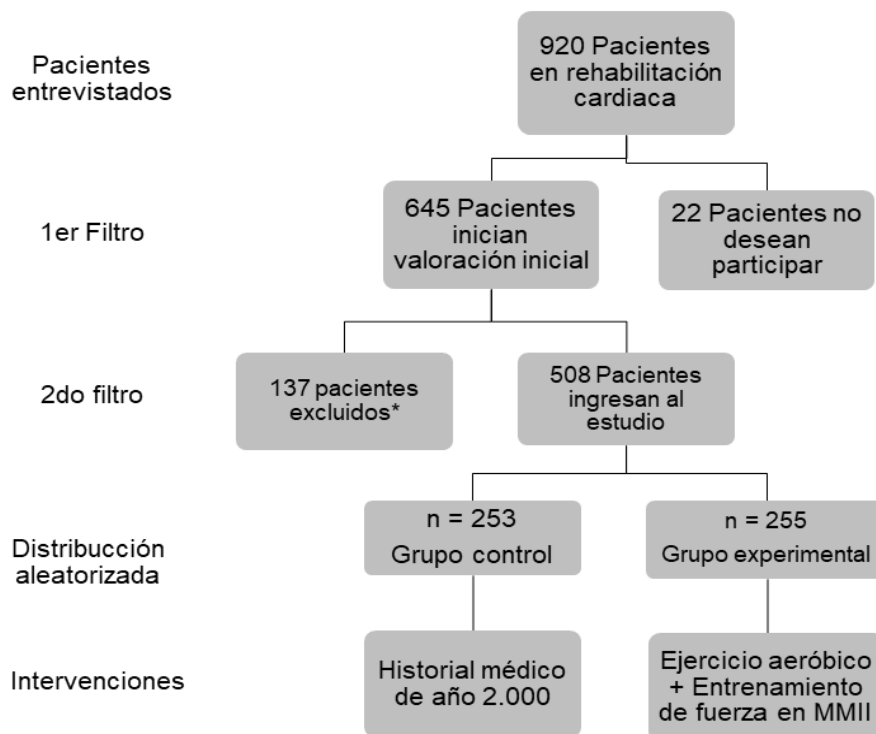 Pacientes
entrevistados
920 Pacientes
en rehabilitación
cardiaca
1er Filtro
645 Pacientes
inician
valoración inicial
22 Pacientes no
desean
participar
2do filtro
137 pacientes
excluidos*
508 Pacientes
ingresan al
estudio
Distribucción
aleatorizada
n = 253
Grupo control
n = 255
Grupo experimental
Intervenciones
Historial médico
de año 2.000
Ejercicio aeróbico
+ Entrenamiento
de fuerza en MMII